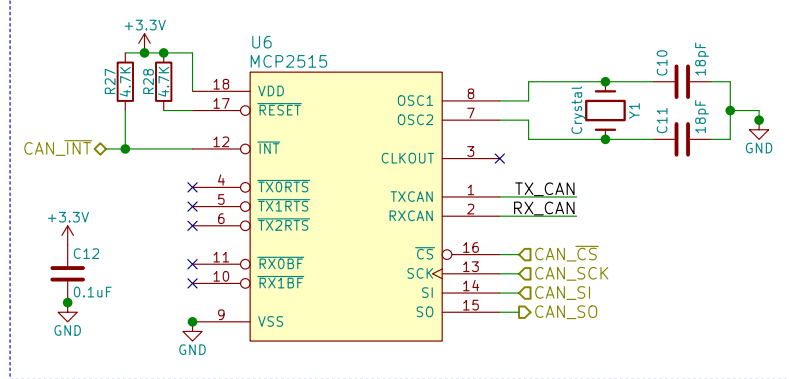 +3.3V
U6
MCP2515
R27
4.7K
R28
4.7K
18
VDD
17
RESET
CAN_INT
12
INT
4
TX0RTS
5
TX1RTS
6
TX2RTS
11
RX0BF
10
RX1BF
9
VSS
GND
OSC1
8
OSC2
7
CLKOUT
3
TXCAN
1
TX_CAN
RXCAN
2
RX_CAN
CS
16
CAN_CS
SCK
13
CAN_SCK
SI
14
CAN_SI
SO
15
CAN_SO
Crystal
Y1
C10
18pF
C11
18pF
GND
+3.3V
C12
0.1uF
GND